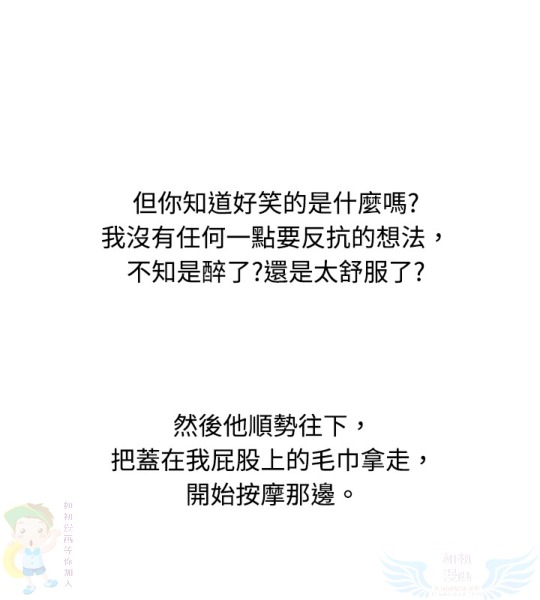 但你知道好笑的是什麼嗎?
我沒有任何一點要反抗的想法，
不知是醉了?還是太舒服了?
然後他順勢往下，
把蓋在我屁股上的毛巾拿走，
開始按摩那邊。